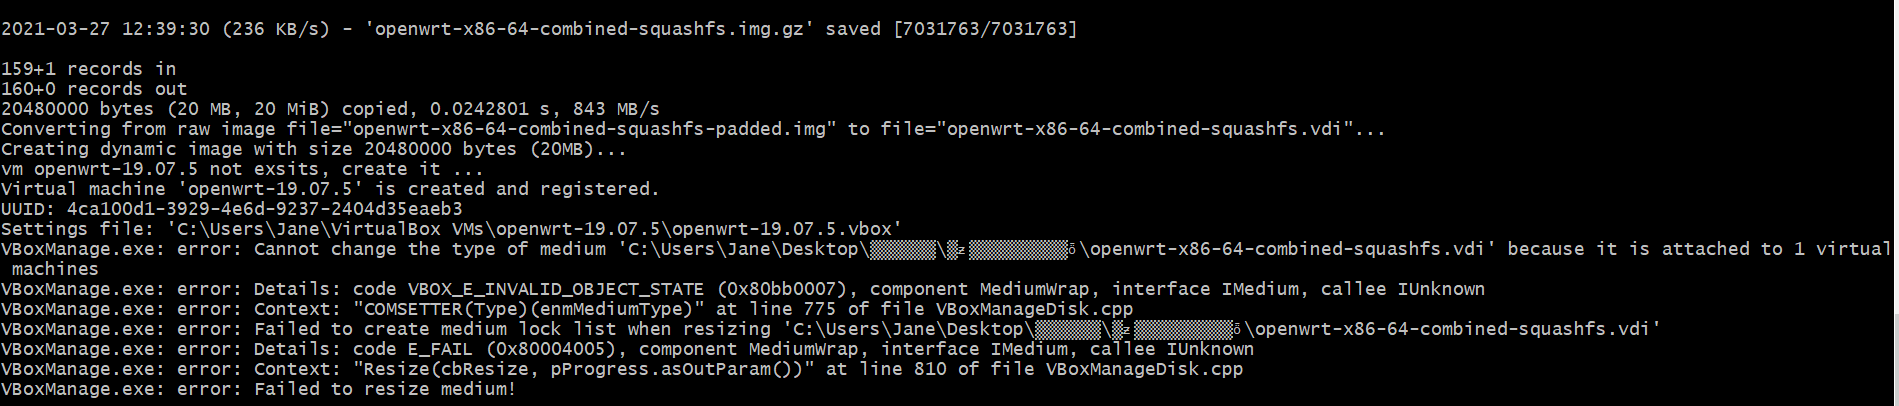 2021-03-27 12:39:30 (236 KB/s) - 'openwrt-x86-64-combined-squashfs.img.gz' saved [7031763/7031763]
159+1 records in
160+0 records out
20480000 bytes (20 MB, 20 MiB) copied, 0.0242801 s, 843 MB/s
Converting from raw image file="openwrt-x86-64-combined-squashfs-padded.img" to file="openwrt-x86-64-combined-squashfs.vdi"...
Creating dynamic image with size 20480000 bytes (20MB)...
vm openwrt-19.07.5 not exsits, create it ...
Virtual machine 'openwrt-19.07.5' is created and registered.
UUID: 4ca100d1-3929-4e6d-9237-2404d35eaeb3
Settings file: 'C:\Users\Jane\VirtualBox VMs\openwrt-19.07.5\openwrt-19.07.5.vbox'
VBoxManage.exe: error: Cannot change the type of medium 'C:\Users\Jane\Desktop\▒▒▒▒▒▒\▒ƶ▒▒▒▒▒▒▒▒▒ȫ\openwrt-x86-64-combined-squashfs.vdi' because it is attached to 1 virtual
machines
VBoxManage.exe: error: Details: code VBOX_E_INVALID_OBJECT_STATE (0x80bb0007), component MediumWrap, interface IMedium, callee IUnknown
VBoxManage.exe: error: Context: "COMSETTER(Type)(enmMediumType)" at line 775 of file VBoxManageDisk.cpp
VBoxManage.exe: error: Failed to create medium lock list when resizing 'C:\Users\Jane\Desktop\▒▒▒▒▒▒\▒ƶ▒▒▒▒▒▒▒▒▒ȫ\openwrt-x86-64-combined-squashfs.vdi'
VBoxManage.exe: error: Details: code E_FAIL (0x80004005), component MediumWrap, interface IMedium, callee IUnknown
VBoxManage.exe: error: Context: "Resize(cbResize, pProgress.asOutParam())" at line 810 of file VBoxManageDisk.cpp
VBoxManage.exe: error: Failed to resize medium!